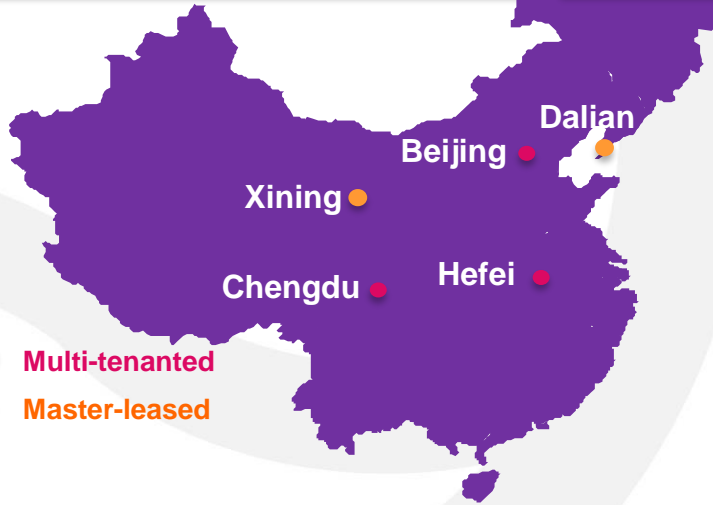 Dalian
Beijing
Xining
Chengdu
Hefei
Multi-tenanted
Master-leased